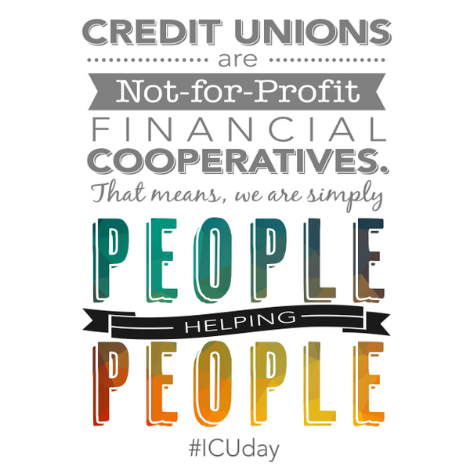 CREDIT UNIONS
are
Not-for-Profit
FINANCIAL
COOPERATIVES.
That means, we are simply
PEOPLE
HELPING
PEOPLE
#ICUday